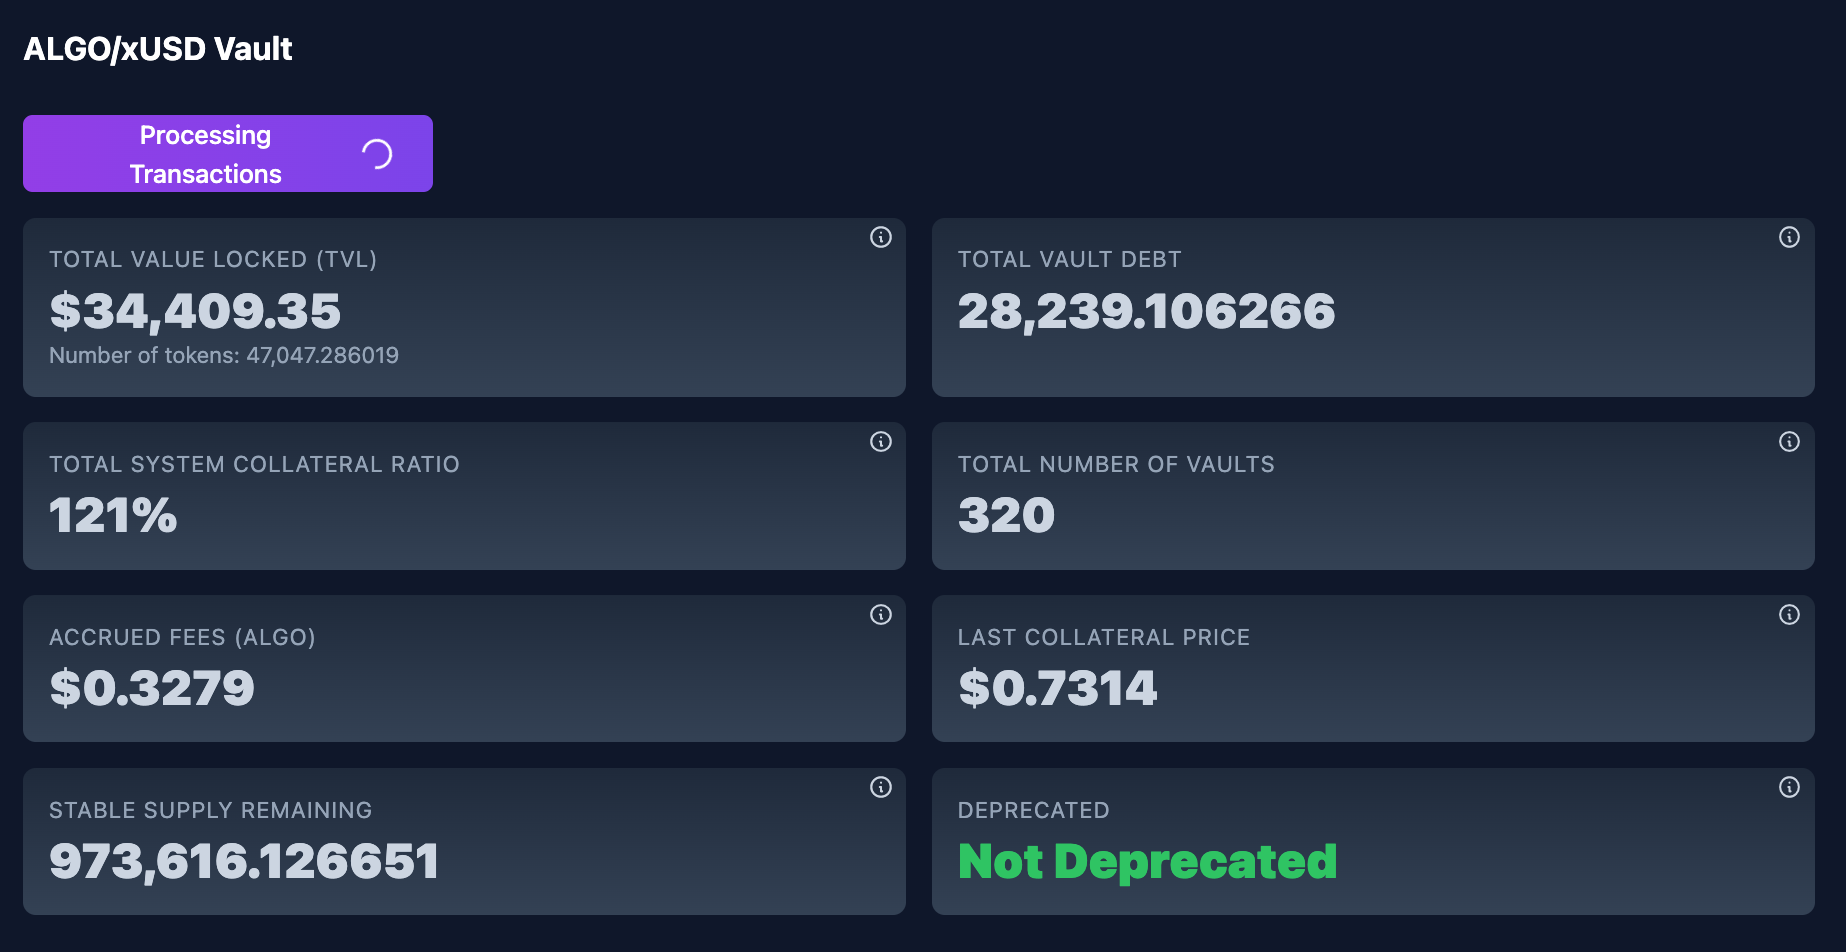 ALGO/xUSD Vault
Processing
Transactions
TOTAL VALUE LOCKED (TVL)
$34,409.35
Number of tokens: 47,047.286019
TOTAL VAULT DEBT
28,239.106266
TOTAL SYSTEM COLLATERAL RATIO
121%
TOTAL NUMBER OF VAULTS
320
ACCRUED FEES (ALGO)
$0.3279
LAST COLLATERAL PRICE
$0.7314
STABLE SUPPLY REMAINING
973,616.126651
DEPRECATED
Not Deprecated